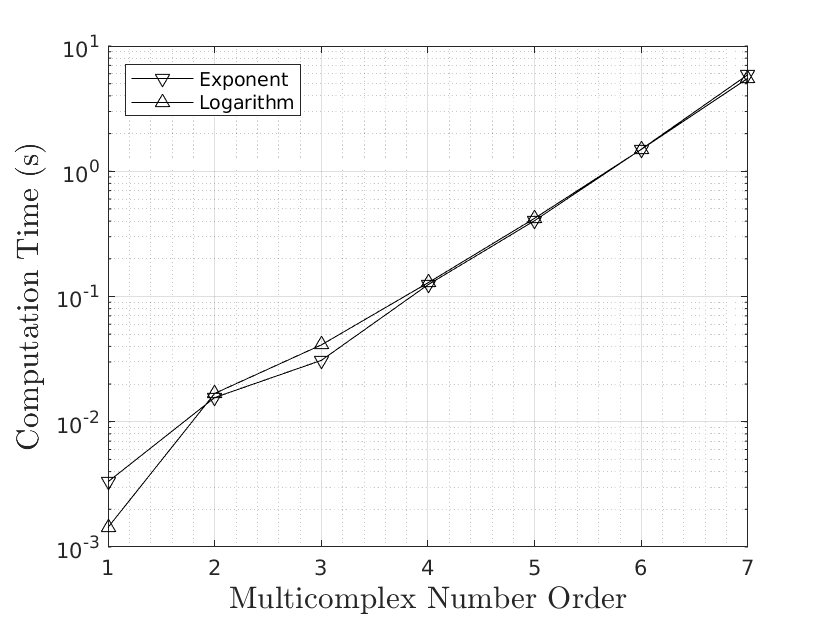 Exponent
Logarithm
Computation Time (s)
10^1
10^0
10^-1
10^-2
10^-3
1 2 3 4 5 6 7
Multicomplex Number Order